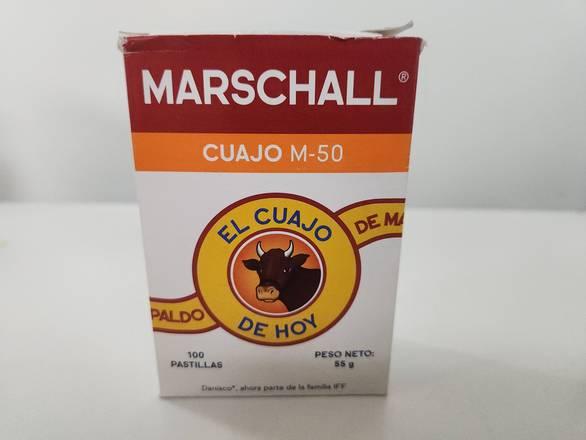 MARSCHALL®
CUAJO M-50
EL CUAJO
DE HOY
PALDO
DE MA
100
PASTILLAS
PESO NETO:
55 g
Danisco®, ahora parte de la familia IFF